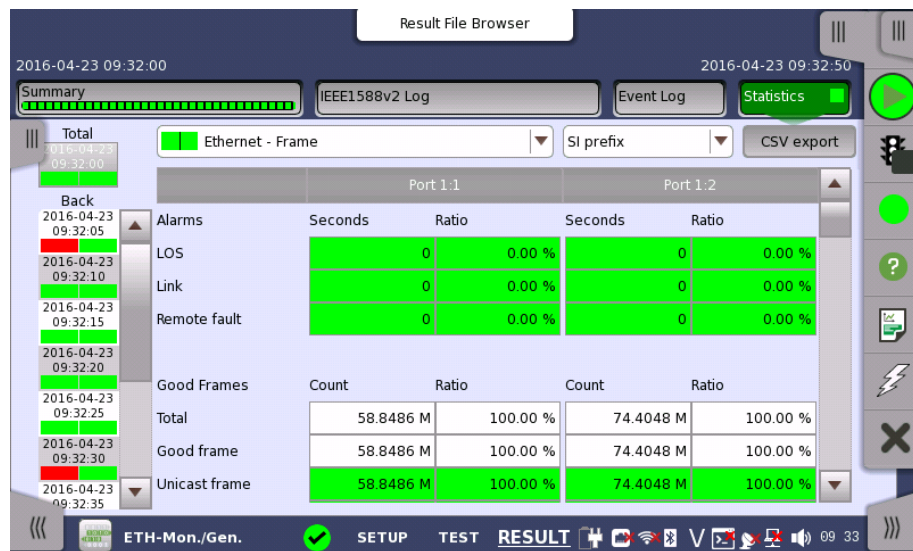 Result File Browser
2016-04-23 09:32:00
2016-04-23 09:32:50
Summary
IEEE1588v2 Log
Event Log
Statistics
Total
2016-04-23
09:32:00
Ethernet - Frame
SI prefix
CSV export
Back
2016-04-23
09:32:05
2016-04-23
09:32:10
2016-04-23
09:32:15
2016-04-23
09:32:20
2016-04-23
09:32:25
2016-04-23
09:32:30
2016-04-23
09:32:35
Port 1:1 Port 1:2
Alarms Seconds Ratio Seconds Ratio
LOS 0 0.00 % 0 0.00 %
Link 0 0.00 % 0 0.00 %
Remote fault 0 0.00 % 0 0.00 %
Good Frames Count Ratio Count Ratio
Total 58.8486 M 100.00 % 74.4048 M 100.00 %
Good frame 58.8486 M 100.00 % 74.4048 M 100.00 %
Unicast frame 58.8486 M 100.00 % 74.4048 M 100.00 %
ETH-Mon./Gen. SETUP TEST RESULT V 09 33